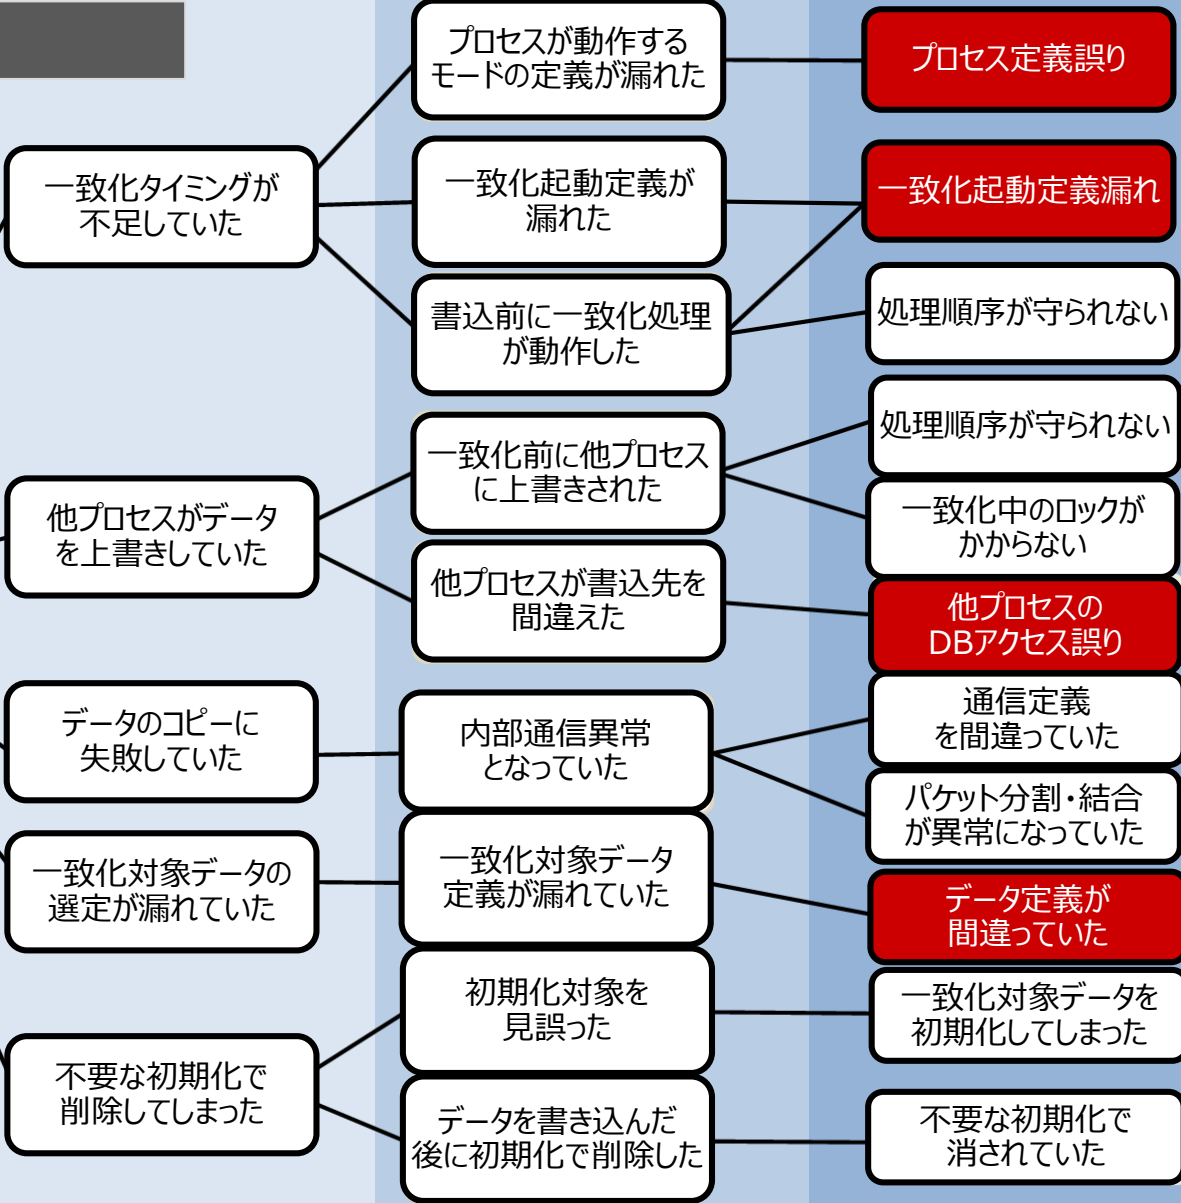 プロセスが動作する
モードの定義が漏れた
プロセス定義誤り
一致化タイミングが
不足していた
一致化起動定義が
漏れた
一致化起動定義漏れ
書込前に一致化処理
が動作した
処理順序が守られない
処理順序が守られない
一致化前に他プロセス
に上書きされた
他プロセスがデータ
を上書きしていた
一致化中のロックが
かからない
他プロセスが書込先を
間違えた
他プロセスの
DBアクセス誤り
データのコピーに
失敗していた
内部通信異常
となっていた
通信定義
を間違っていた
パケット分割・結合
が異常になっていた
一致化対象データの
選定が漏れていた
一致化対象データ
定義が漏れていた
データ定義が
間違っていた
初期化対象を
見誤った
一致化対象データを
初期化してしまった
不要な初期化で
削除してしまった
データを書き込んだ
後に初期化で削除した
不要な初期化で
消されていた